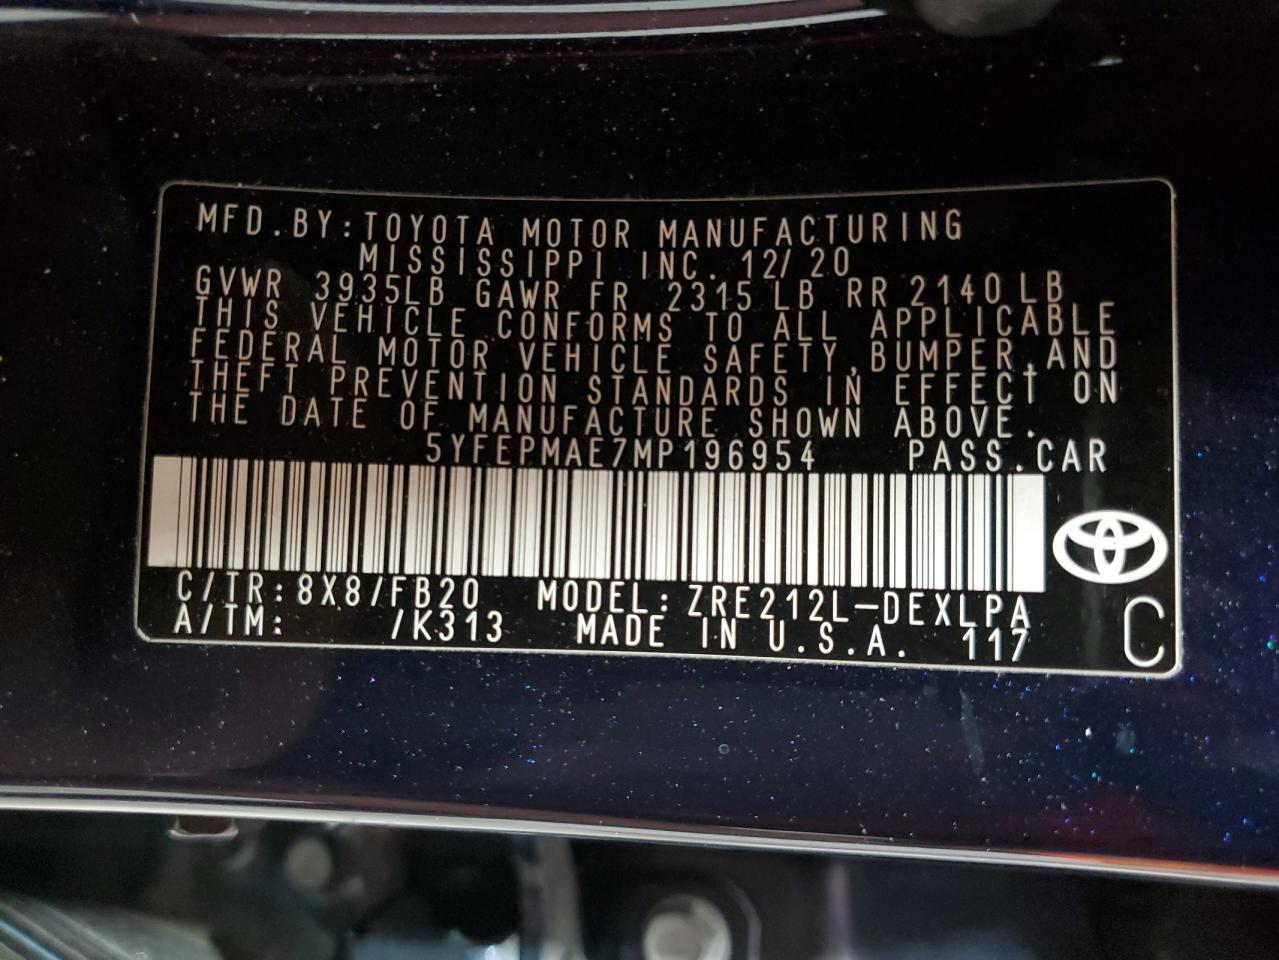 MFD.BY:TOYOTA MOTOR MANUFACTURING
MISSISSIPPI INC. 12/20
GVWR 3935LB GAWR FR 2315 LB RR 2140 LB
THIS VEHICLE CONFORMS TO ALL APPLICABLE
FEDERAL MOTOR VEHICLE SAFETY, BUMPER, AND
THEFT PREVENTION STANDARDS IN EFFECT ON
THE DATE OF MANUFACTURE SHOWN ABOVE.
5YFEPMAE7MP196954 PASS.CAR
C/TR: 8X8/FB20 MODEL: ZRE212L-DEXLPA
A/TM: /K313 MADE IN U.S.A. 117 C